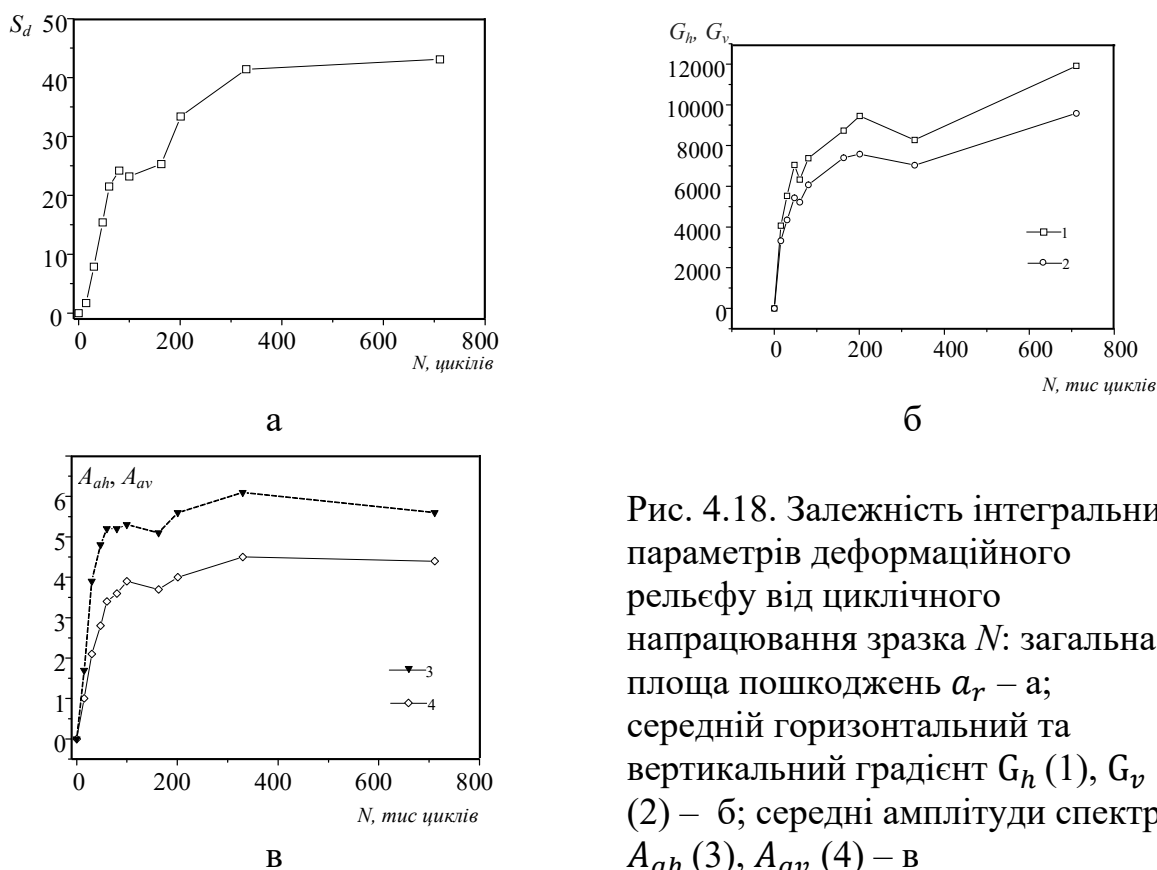 S_d
50
40
30
20
10
0
0 200 400 600 800
N, цикілів
а
G_h, G_v
12000
10000
8000
6000
4000
2000
0
1
2
0 200 400 600 800
N, тис циклів
б
A_ah, A_av
6
5
4
3
2
1
0
3
4
0 200 400 600 800
N, тис циклів
в
Рис. 4.18. Залежність інтегральни
параметрів деформаційного
рельєфу від циклічного
напрацювання зразка N: загальна
площа пошкоджень a_r – а;
середній горизонтальний та
вертикальний градієнт G_h (1), G_v
(2) – б; середні амплітуди спектр
A_ah (3), A_av (4) – в